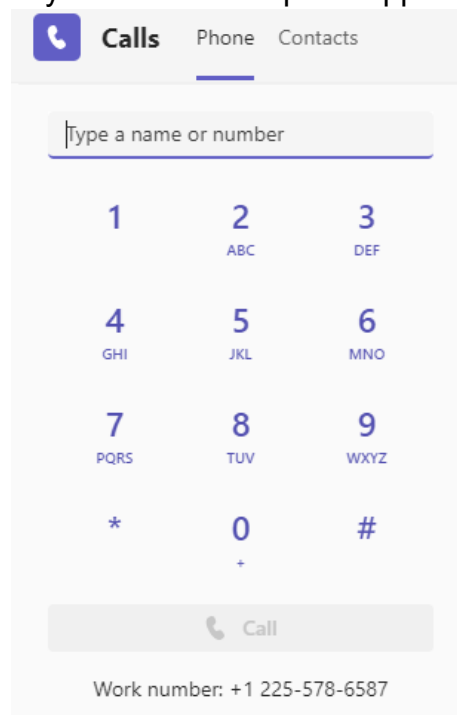 Calls Phone Contacts
Type a name or number
1 2 3
ABC DEF
4 5 6
GHI JKL MNO
7 8 9
PQRS TUV WXYZ
* 0 #
+
Call
Work number: +1 225-578-6587